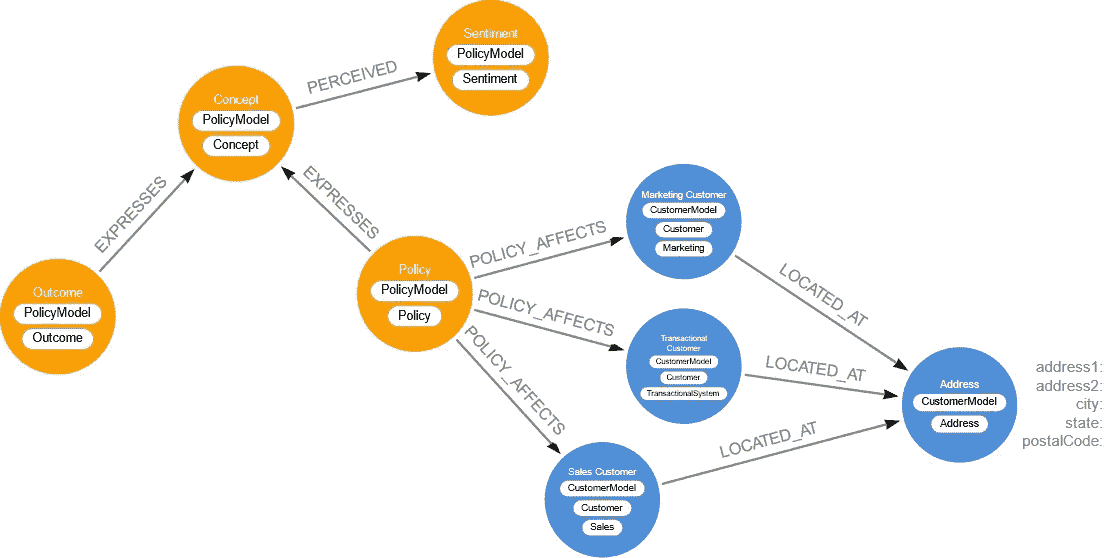 Sentiment
PolicyModel
Sentiment
PERCEIVED
Concept
PolicyModel
Concept
EXPRESSES
EXPRESSES
Outcome
PolicyModel
Outcome
Policy
PolicyModel
Policy
POLICY_AFFECTS
POLICY_AFFECTS
POLICY_AFFECTS
Marketing Customer
CustomerModel
Customer
Marketing
LOCATED_AT
Transactional
Customer
CustomerModel
Customer
TransactionalSystem
LOCATED_AT
Sales Customer
CustomerModel
Customer
Sales
LOCATED_AT
Address
CustomerModel
Address
address1:
address2:
city:
state:
postalCode: